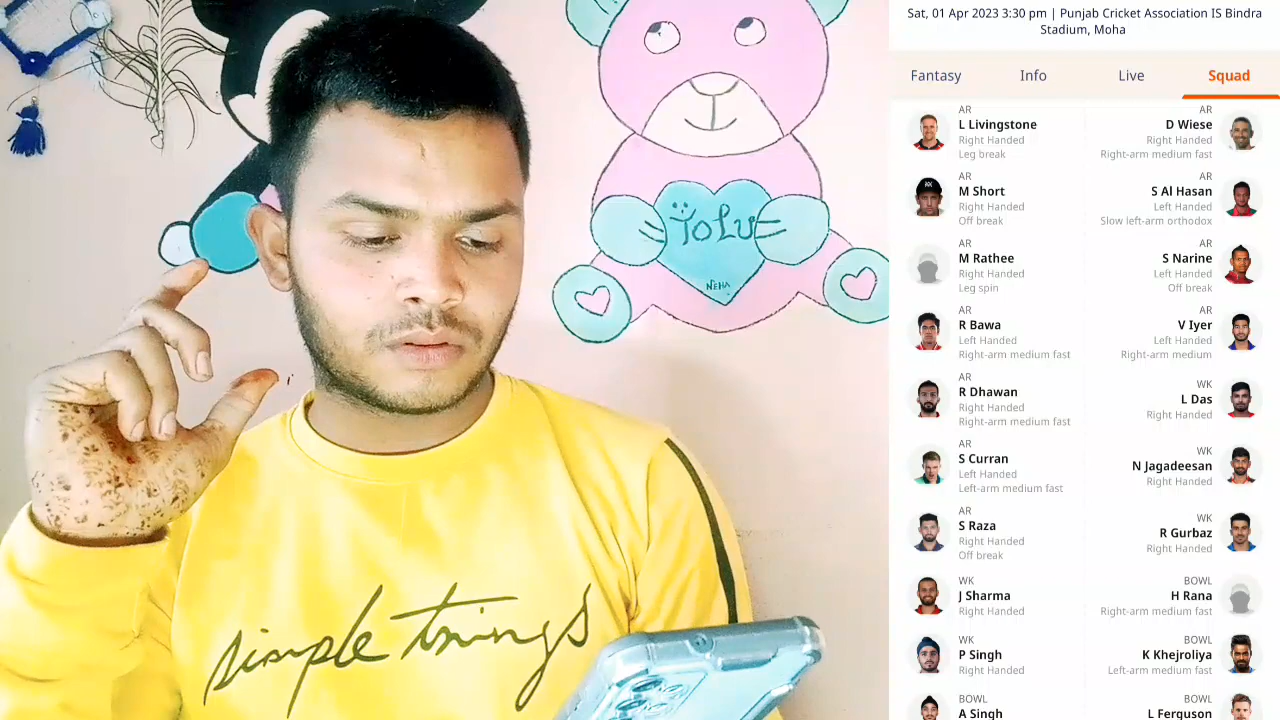 YoLu
NEHA
simple things
Sat, 01 Apr 2023 3:30 pm | Punjab Cricket Association IS Bindra
Stadium, Moha
Fantasy
Info
Live
Squad
AR
L Livingstone
Right Handed
Leg break
AR
D Wiese
Right Handed
Right-arm medium fast
AR
M Short
Right Handed
Off break
AR
S Al Hasan
Left Handed
Slow left-arm orthodox
AR
M Rathee
Right Handed
Leg spin
AR
S Narine
Left Handed
Off break
AR
R Bawa
Left Handed
Right-arm medium fast
AR
V Iyer
Left Handed
Right-arm medium
AR
R Dhawan
Right Handed
Right-arm medium fast
WK
L Das
Right Handed
AR
S Curran
Left Handed
Left-arm medium fast
WK
N Jagadeesan
Right Handed
AR
S Raza
Right Handed
Off break
WK
R Gurbaz
Right Handed
WK
J Sharma
Right Handed
BOWL
H Rana
Right-arm medium fast
WK
P Singh
Right Handed
BOWL
K Khejroliya
Left-arm medium fast
BOWL
A Singh
BOWL
L Ferguson